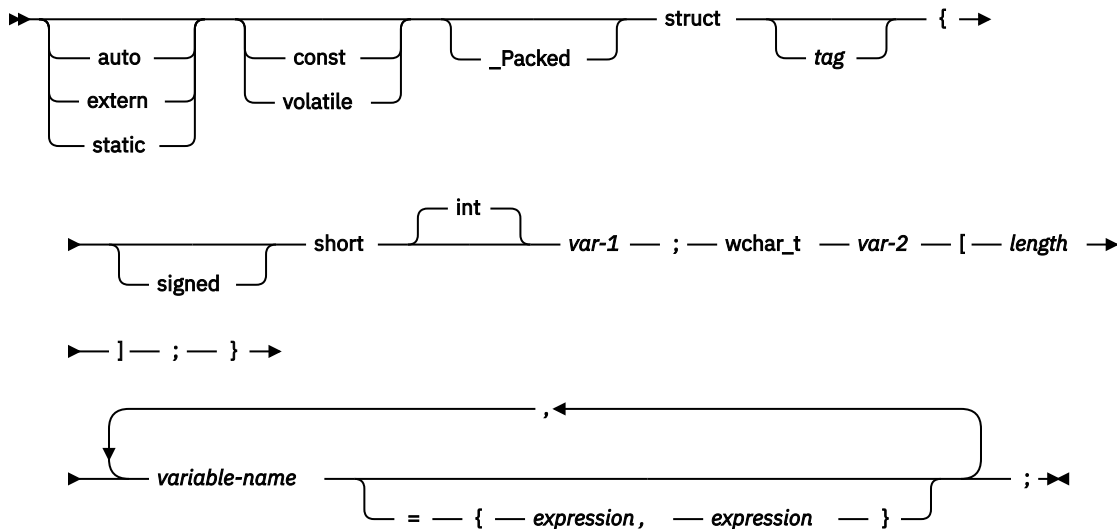 struct { 
auto const _Packed tag
extern volatile
static
int
short var-1 ; wchar_t var-2 [ length
signed
] ; }
,
variable-name ;
= { expression , expression }